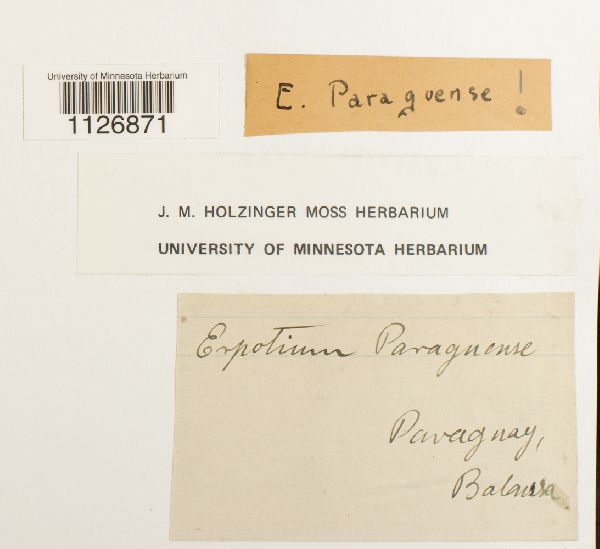 University of Minnesota Herbarium
1126871
E. Paraguense !
J. M. HOLZINGER MOSS HERBARIUM
UNIVERSITY OF MINNESOTA HERBARIUM
Erpotium Paraguense
Paraguay,
Balansa